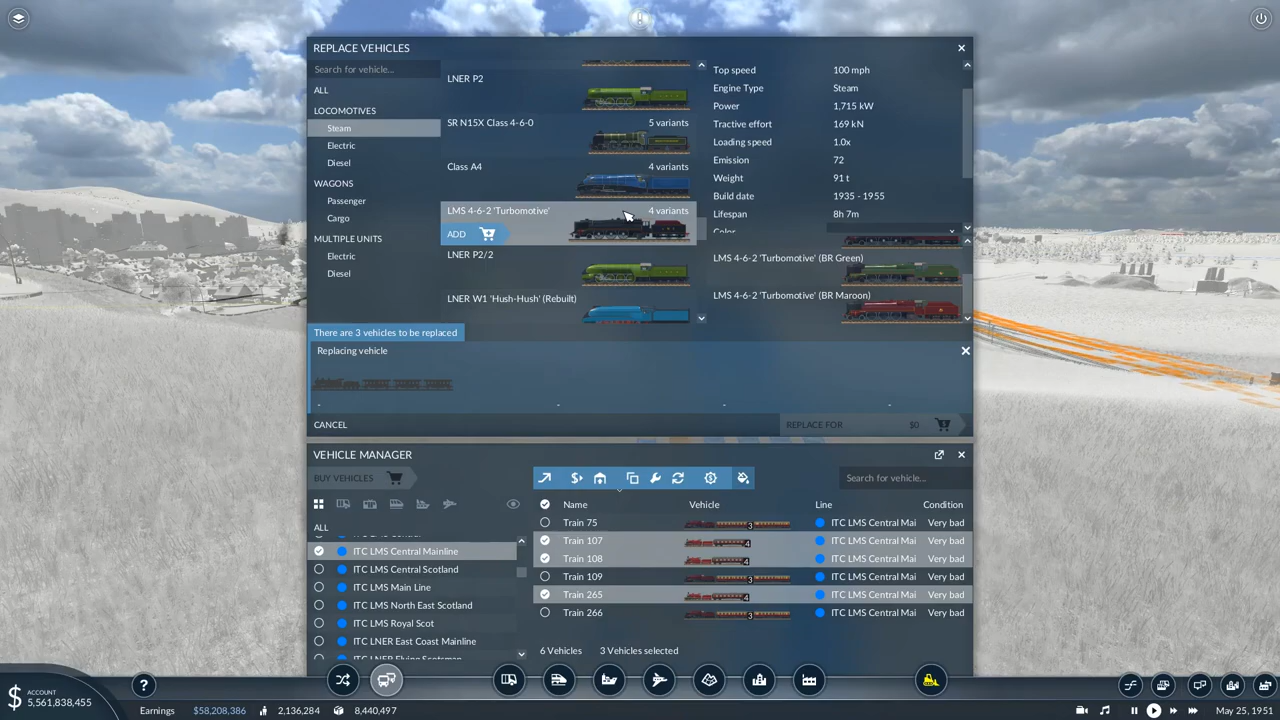 REPLACE VEHICLES
Search for vehicle...
ALL
LOCOMOTIVES
Steam
Electric
Diesel
WAGONS
Passenger
Cargo
MULTIPLE UNITS
Electric
Diesel
LNER P2
SR N15X Class 4-6-0 5 variants
Class A4 4 variants
LMS 4-6-2 'Turbomotive' 4 variants
ADD
LNER P2/2
LNER W1 'Hush-Hush' (Rebuilt)
Top speed 100 mph
Engine Type Steam
Power 1,715 kW
Tractive effort 169 kN
Loading speed 1.0x
Emission 72
Weight 91 t
Build date 1935 - 1955
Lifespan 8h 7m
Color
LMS 4-6-2 'Turbomotive' (BR Green)
LMS 4-6-2 'Turbomotive' (BR Maroon)
There are 3 vehicles to be replaced
Replacing vehicle
- - - -
CANCEL
REPLACE FOR $0
VEHICLE MANAGER
BUY VEHICLES
Search for vehicle...
ALL
ITC LMS Central Mainline
ITC LMS Central Scotland
ITC LMS Main Line
ITC LMS North East Scotland
ITC LMS Royal Scot
ITC LNER East Coast Mainline
ITC LNER Flying Scotsman
Name Vehicle Line Condition
Train 75 3 ITC LMS Central Mai Very bad
Train 107 4 ITC LMS Central Mai Very bad
Train 108 4 ITC LMS Central Mai Very bad
Train 109 3 ITC LMS Central Mai Very bad
Train 265 4 ITC LMS Central Mai Very bad
Train 266 3 ITC LMS Central Mai Very bad
6 Vehicles 3 Vehicles selected
$ ACCOUNT
5,561,838,455
?
Earnings $58,208,386 2,136,284 8,440,497
May 25, 1951